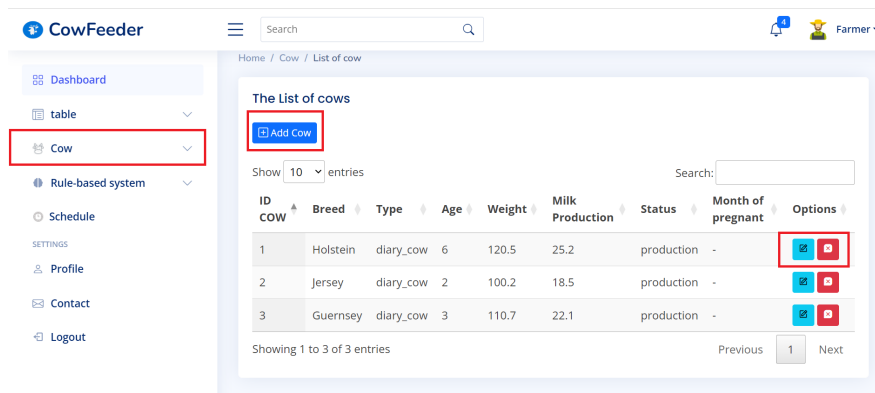 CowFeeder
Search
4
Farmer
Home / Cow / List of cow
Dashboard
table
Cow
Rule-based system
Schedule
SETTINGS
Profile
Contact
Logout
The List of cows
Add Cow
Show 10 entries
Search:
ID COW Breed Type Age Weight Milk Production Status Month of pregnant Options
1 Holstein diary_cow 6 120.5 25.2 production -
2 Jersey diary_cow 2 100.2 18.5 production -
3 Guernsey diary_cow 3 110.7 22.1 production -
Showing 1 to 3 of 3 entries
Previous 1 Next